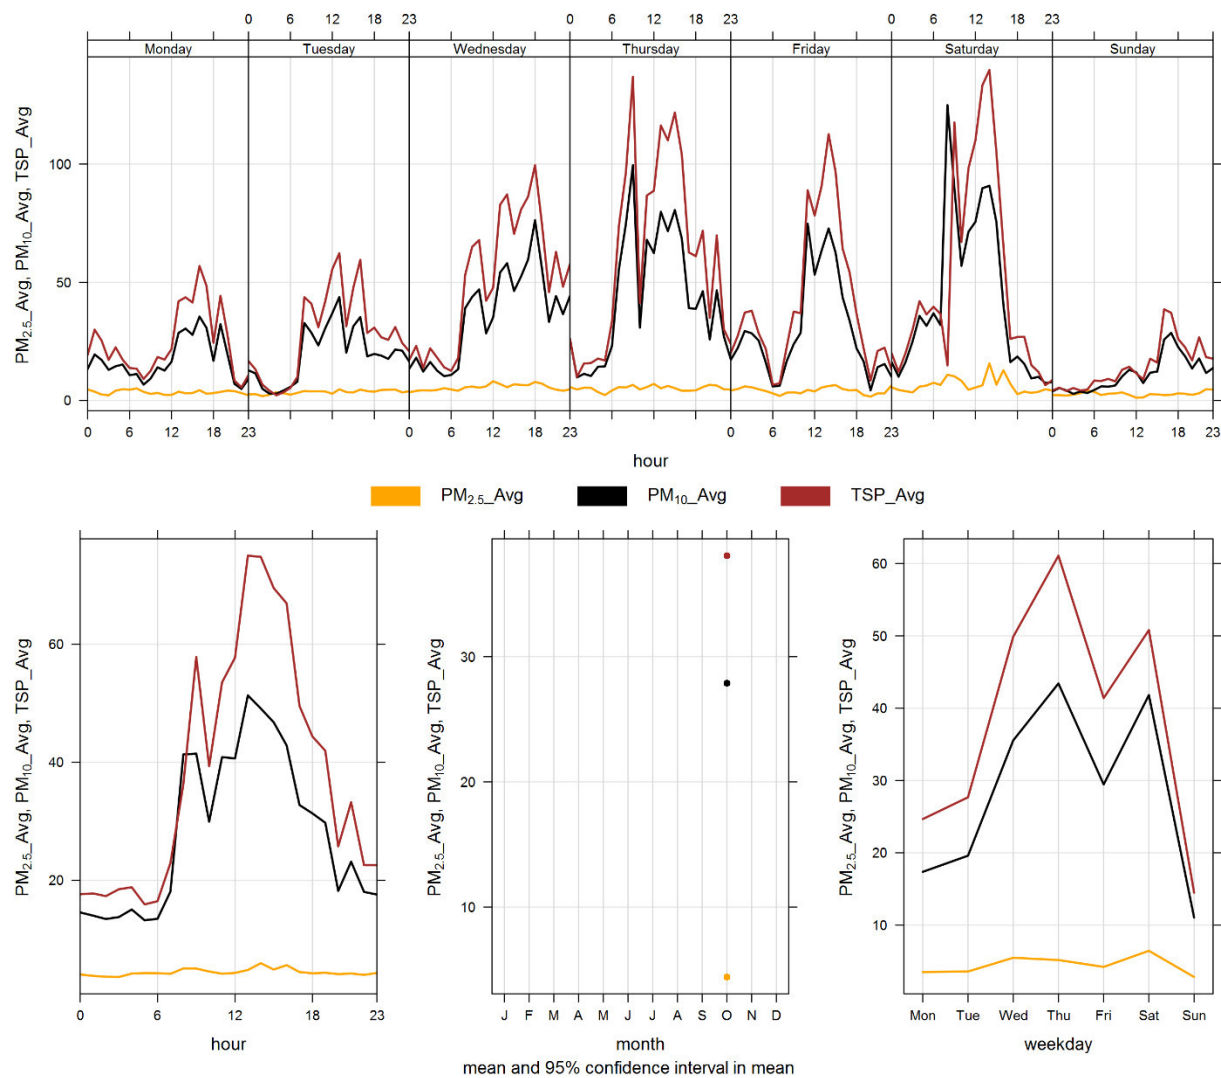 0 6 12 18 23 0 6 12 18 23 0 6 12 18 23
Monday Tuesday Wednesday Thursday Friday Saturday Sunday
PM2.5_Avg, PM10_Avg, TSP_Avg
100
50
0
0 6 12 18 23 0 6 12 18 23 0 6 12 18 23 0 6 12 18 23
hour
PM2.5_Avg PM10_Avg TSP_Avg
0 6 12 18 23
PM2.5_Avg, PM10_Avg, TSP_Avg
60
40
20
0 6 12 18 23
hour
PM2.5_Avg, PM10_Avg, TSP_Avg
30
20
10
J F M A M J J A S O N D
month
mean and 95% confidence interval in mean
PM2.5_Avg, PM10_Avg, TSP_Avg
60
50
40
30
20
10
Mon Tue Wed Thu Fri Sat Sun
weekday